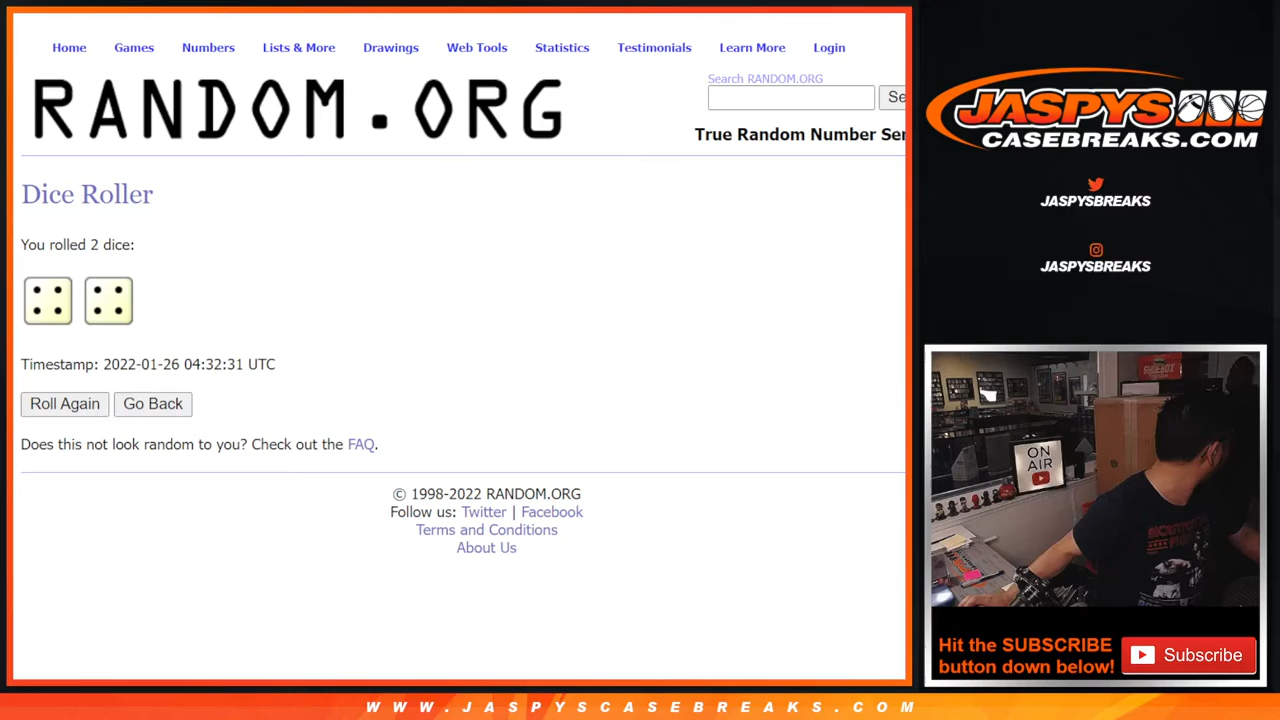 Home Games Numbers Lists & More Drawings Web Tools Statistics Testimonials Learn More Login
RANDOM.ORG
Search RANDOM.ORG
Se
True Random Number Ser
Dice Roller
You rolled 2 dice:
Timestamp: 2022-01-26 04:32:31 UTC
Roll Again Go Back
Does this not look random to you? Check out the FAQ.
© 1998-2022 RANDOM.ORG
Follow us: Twitter | Facebook
Terms and Conditions
About Us
JASPYS
CASEBREAKS.COM
JASPYSBREAKS
JASPYSBREAKS
SHOEBOX
ON
AIR
Hit the SUBSCRIBE
button down below!
Subscribe
WWW.JASPYSCASEBREAKS.COM